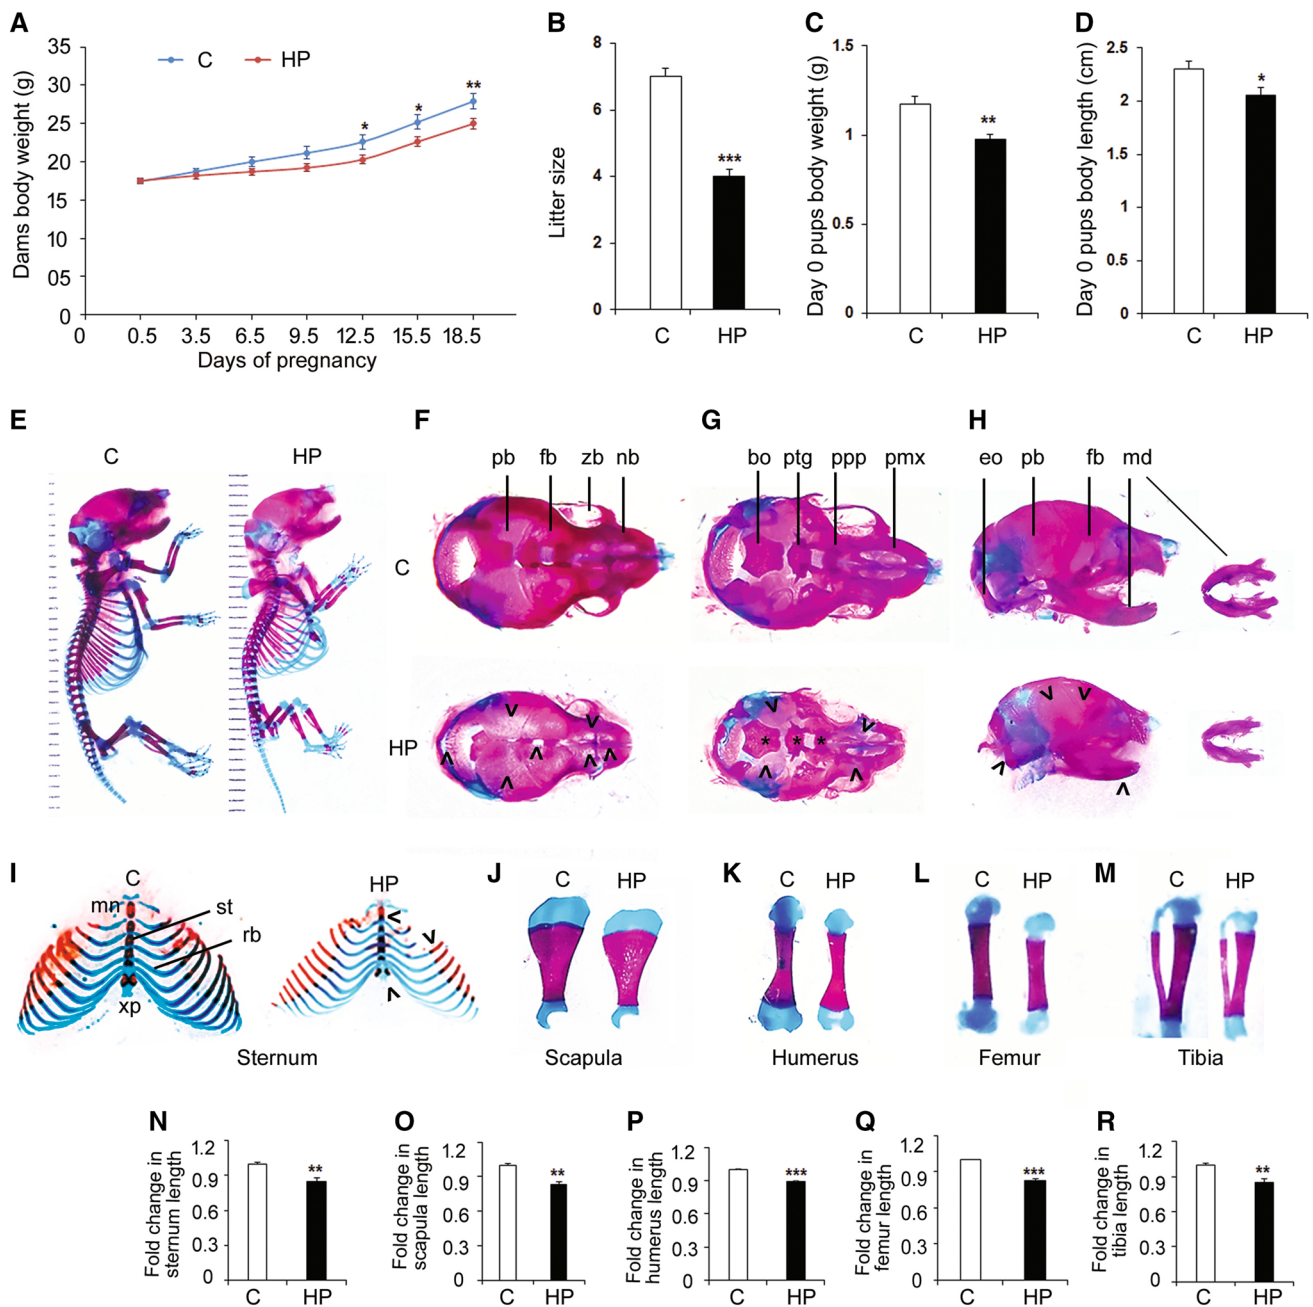 A
B
C
D
35
30
25
20
15
10
05
0
Dams body weight (g)
C
HP
*
*
**
0
0.5
3.5
6.5
9.5
12.5
15.5
18.5
Days of pregnancy
8
6
4
2
0
Litter size
***
C
HP
1.5
1
0.5
0
Day 0 pups body weight (g)
**
C
HP
2.5
2
1.5
1
0.5
0
Day 0 pups body length (cm)
*
C
HP
E
F
G
H
C
HP
pb fb zb nb
bo ptg ppp pmx
eo pb fb md
C
HP
* * *
I
J
K
L
M
C
mn
st
rb
xp
HP
Sternum
C HP
Scapula
C HP
Humerus
C HP
Femur
C HP
Tibia
N
O
P
Q
R
Fold change in
sternum length
1.2
0.9
0.6
0.3
0
**
C
HP
Fold change in
scapula length
1.2
0.9
0.6
0.3
0
**
C
HP
Fold change in
humerus length
1.2
0.9
0.6
0.3
0
***
C
HP
Fold change in
femur length
1.2
0.9
0.6
0.3
0
***
C
HP
Fold change in
tibia length
1.2
0.9
0.6
0.3
0
**
C
HP